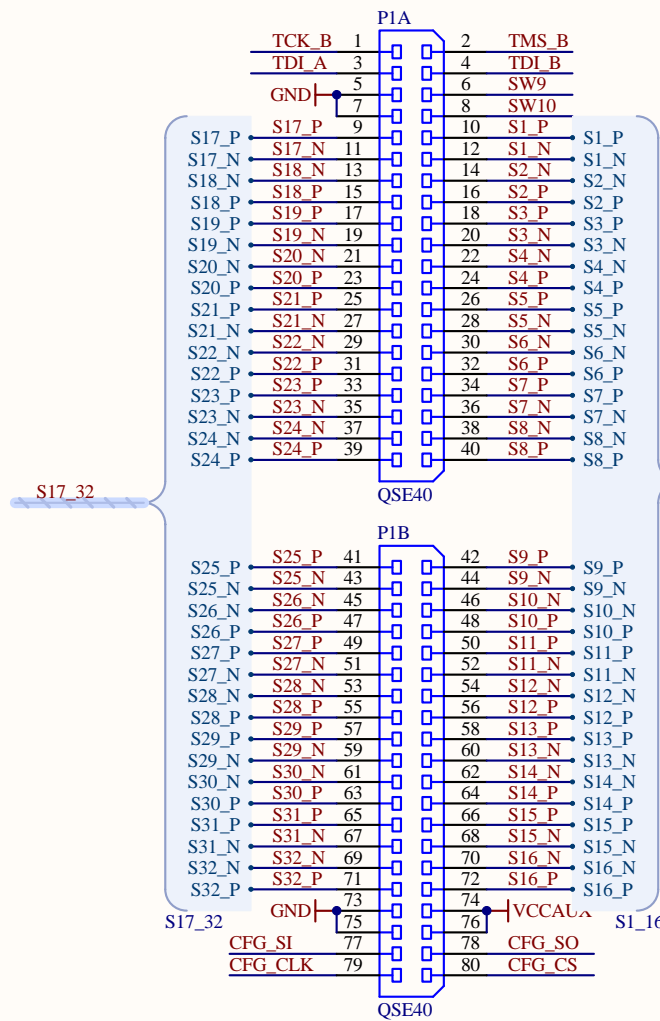 P1A
TCK_B 1 2 TMS_B
TDI_A 3 4 TDI_B
GND 5 6 SW9
7 8 SW10
S17_P S17_P 9 10 S1_P S1_P
S17_N S17_N 11 12 S1_N S1_N
S18_N S18_N 13 14 S2_N S2_N
S18_P S18_P 15 16 S2_P S2_P
S19_P S19_P 17 18 S3_P S3_P
S19_N S19_N 19 20 S3_N S3_N
S20_N S20_N 21 22 S4_N S4_N
S20_P S20_P 23 24 S4_P S4_P
S21_P S21_P 25 26 S5_P S5_P
S21_N S21_N 27 28 S5_N S5_N
S22_N S22_N 29 30 S6_N S6_N
S22_P S22_P 31 32 S6_P S6_P
S23_P S23_P 33 34 S7_P S7_P
S23_N S23_N 35 36 S7_N S7_N
S24_N S24_N 37 38 S8_N S8_N
S24_P S24_P 39 40 S8_P S8_P
S17_32
QSE40
P1B
S25_P S25_P 41 42 S9_P S9_P
S25_N S25_N 43 44 S9_N S9_N
S26_N S26_N 45 46 S10_N S10_N
S26_P S26_P 47 48 S10_P S10_P
S27_P S27_P 49 50 S11_P S11_P
S27_N S27_N 51 52 S11_N S11_N
S28_N S28_N 53 54 S12_N S12_N
S28_P S28_P 55 56 S12_P S12_P
S29_P S29_P 57 58 S13_P S13_P
S29_N S29_N 59 60 S13_N S13_N
S30_N S30_N 61 62 S14_N S14_N
S30_P S30_P 63 64 S14_P S14_P
S31_P S31_P 65 66 S15_P S15_P
S31_N S31_N 67 68 S15_N S15_N
S32_N S32_N 69 70 S16_N S16_N
S32_P S32_P 71 72 S16_P S16_P
GND 73 74 VCCAUX
S17_32 75 76 S1_16
CFG_SI 77 78 CFG_SO
CFG_CLK 79 80 CFG_CS
QSE40